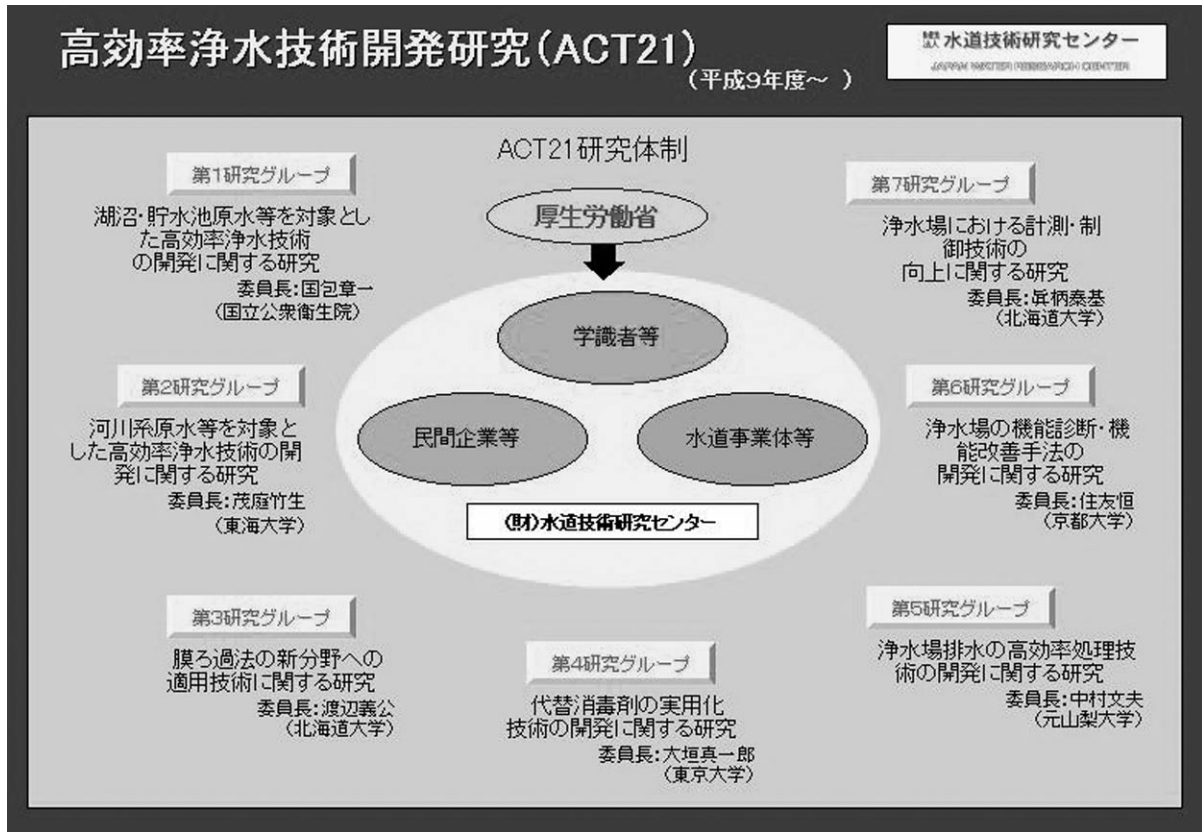 高効率浄水技術開発研究(ACT21)
(平成9年度～ )
財団法人 水道技術研究センター
JAPAN WATER RESEARCH CENTER
ACT21研究体制
厚生労働省
学識者等
民間企業等
水道事業体等
(財)水道技術研究センター
第1研究グループ
湖沼・貯水池原水等を対象とし
た高効率浄水技術
の開発に関する研究
委員長:国包章一
(国立公衆衛生院)
第2研究グループ
河川系原水等を対象と
した高効率浄水技術の開
発に関する研究
委員長:茂庭竹生
(東海大学)
第3研究グループ
膜ろ過法の新分野への
適用技術に関する研究
委員長:渡辺義公
(北海道大学)
第4研究グループ
代替消毒剤の実用化
技術の開発に関する研究
委員長:大垣真一郎
(東京大学)
第5研究グループ
浄水場排水の高効率処理技
術の開発に関する研究
委員長:中村文夫
(元山梨大学)
第6研究グループ
浄水場の機能診断・機
能改善手法の
開発に関する研究
委員長:住友恒
(京都大学)
第7研究グループ
浄水場における計測・制
御技術の
向上に関する研究
委員長:眞柄泰基
(北海道大学)